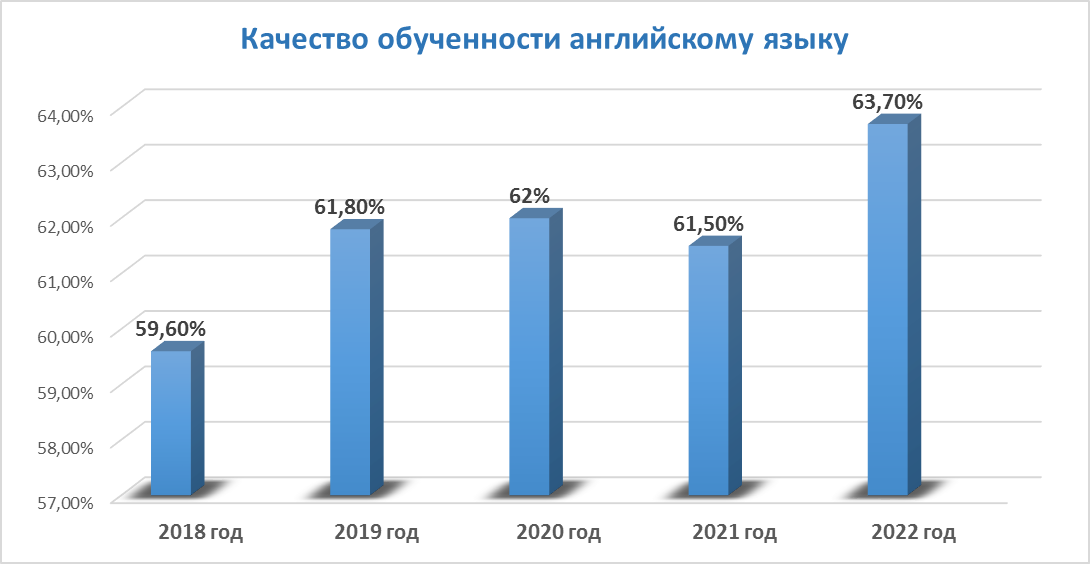 Качество обученности английскому языку
64,00%
63,00%
62,00%
61,00%
60,00%
59,00%
58,00%
57,00%
59,60%
61,80%
62%
61,50%
63,70%
2018 год
2019 год
2020 год
2021 год
2022 год